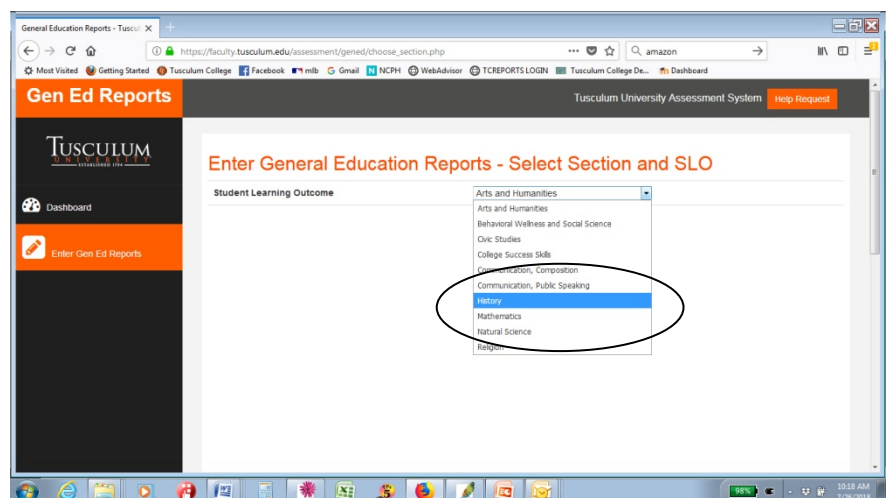 General Education Reports - Tuscul
https://faculty.tusculum.edu/assessment/gened/choose_section.php
amazon
Most Visited Getting Started Tusculum College Facebook mlb Gmail NCPH WebAdvisor TCREPORTS LOGIN Tusculum College De... Dashboard
Gen Ed Reports
Tusculum University Assessment System Help Request
TUSCULUM
UNIVERSITY
ESTABLISHED 1794
Enter General Education Reports - Select Section and SLO
Student Learning Outcome Arts and Humanities
Dashboard
Enter Gen Ed Reports
Arts and Humanities
Behavioral Wellness and Social Science
Civic Studies
College Success Skills
Communication, Composition
Communication, Public Speaking
History
Mathematics
Natural Science
Religion
98%
10:18 AM
7/26/2018